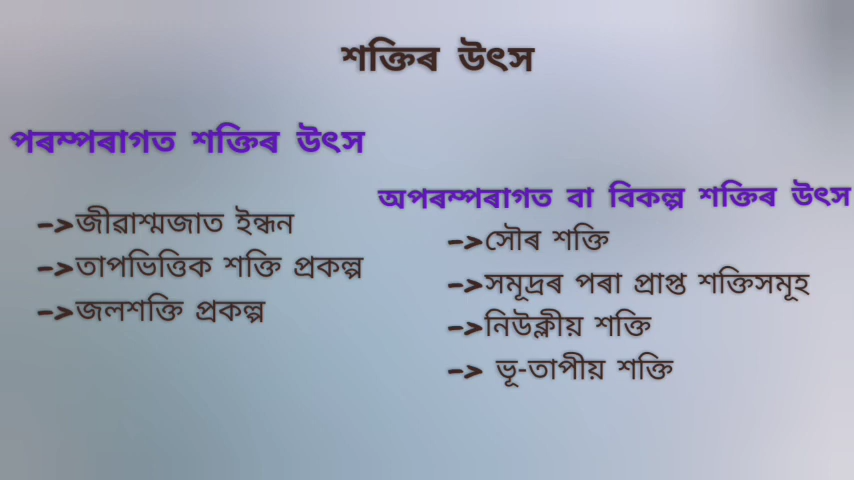 শক্তিৰ উৎস
পৰম্পৰাগত শক্তিৰ উৎস
-->জীৱাশ্মজাত ইন্ধন
-->তাপভিত্তিক শক্তি প্ৰকল্প
-->জলশক্তি প্ৰকল্প
অপৰম্পৰাগত বা বিকল্প শক্তিৰ উৎস
-->সৌৰ শক্তি
-->সমূদ্ৰৰ পৰা প্ৰাপ্ত শক্তিসমূহ
-->নিউক্লীয় শক্তি
--> ভূ-তাপীয় শক্তি